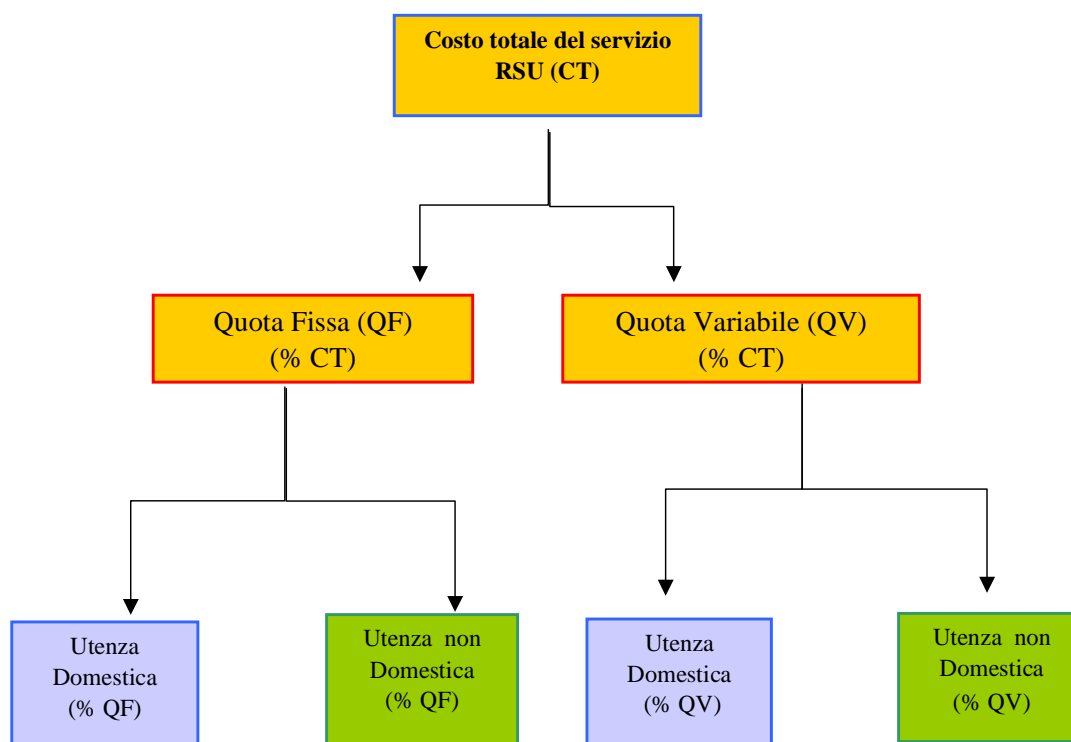 Costo totale del servizio
RSU (CT)
Quota Fissa (QF)
(% CT)
Quota Variabile (QV)
(% CT)
Utenza
Domestica
(% QF)
Utenza non
Domestica
(% QF)
Utenza
Domestica
(% QV)
Utenza non
Domestica
(% QV)